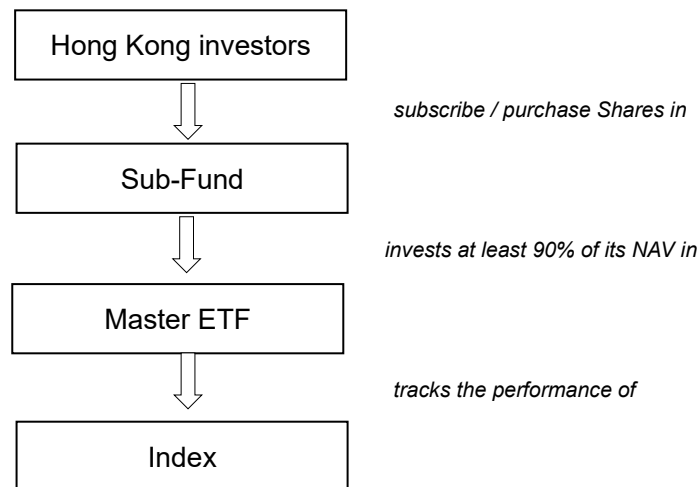 Hong Kong investors
subscribe / purchase Shares in
Sub-Fund
invests at least 90% of its NAV in
Master ETF
tracks the performance of
Index